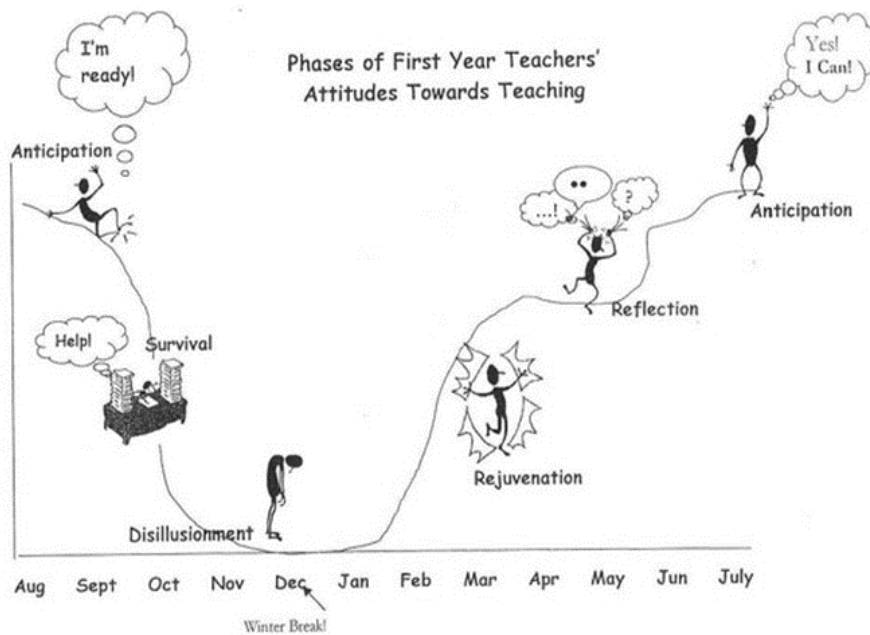 I'm
ready!
Phases of First Year Teachers'
Attitudes Towards Teaching
Yes!
I Can!
Anticipation
...!
••
?
Anticipation
Reflection
Help!
Survival
Rejuvenation
Disillusionment
Aug Sept Oct Nov Dec Jan Feb Mar Apr May Jun July
Winter Break!